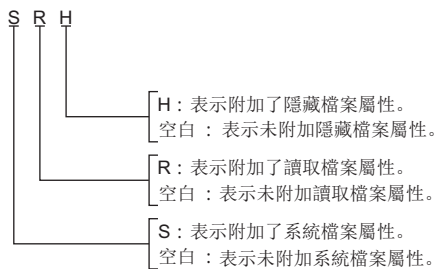 S R H
H：表示附加了隱藏檔案屬性。
空白：表示未附加隱藏檔案屬性。
R：表示附加了讀取檔案屬性。
空白：表示未附加讀取檔案屬性。
S：表示附加了系統檔案屬性。
空白：表示未附加系統檔案屬性。